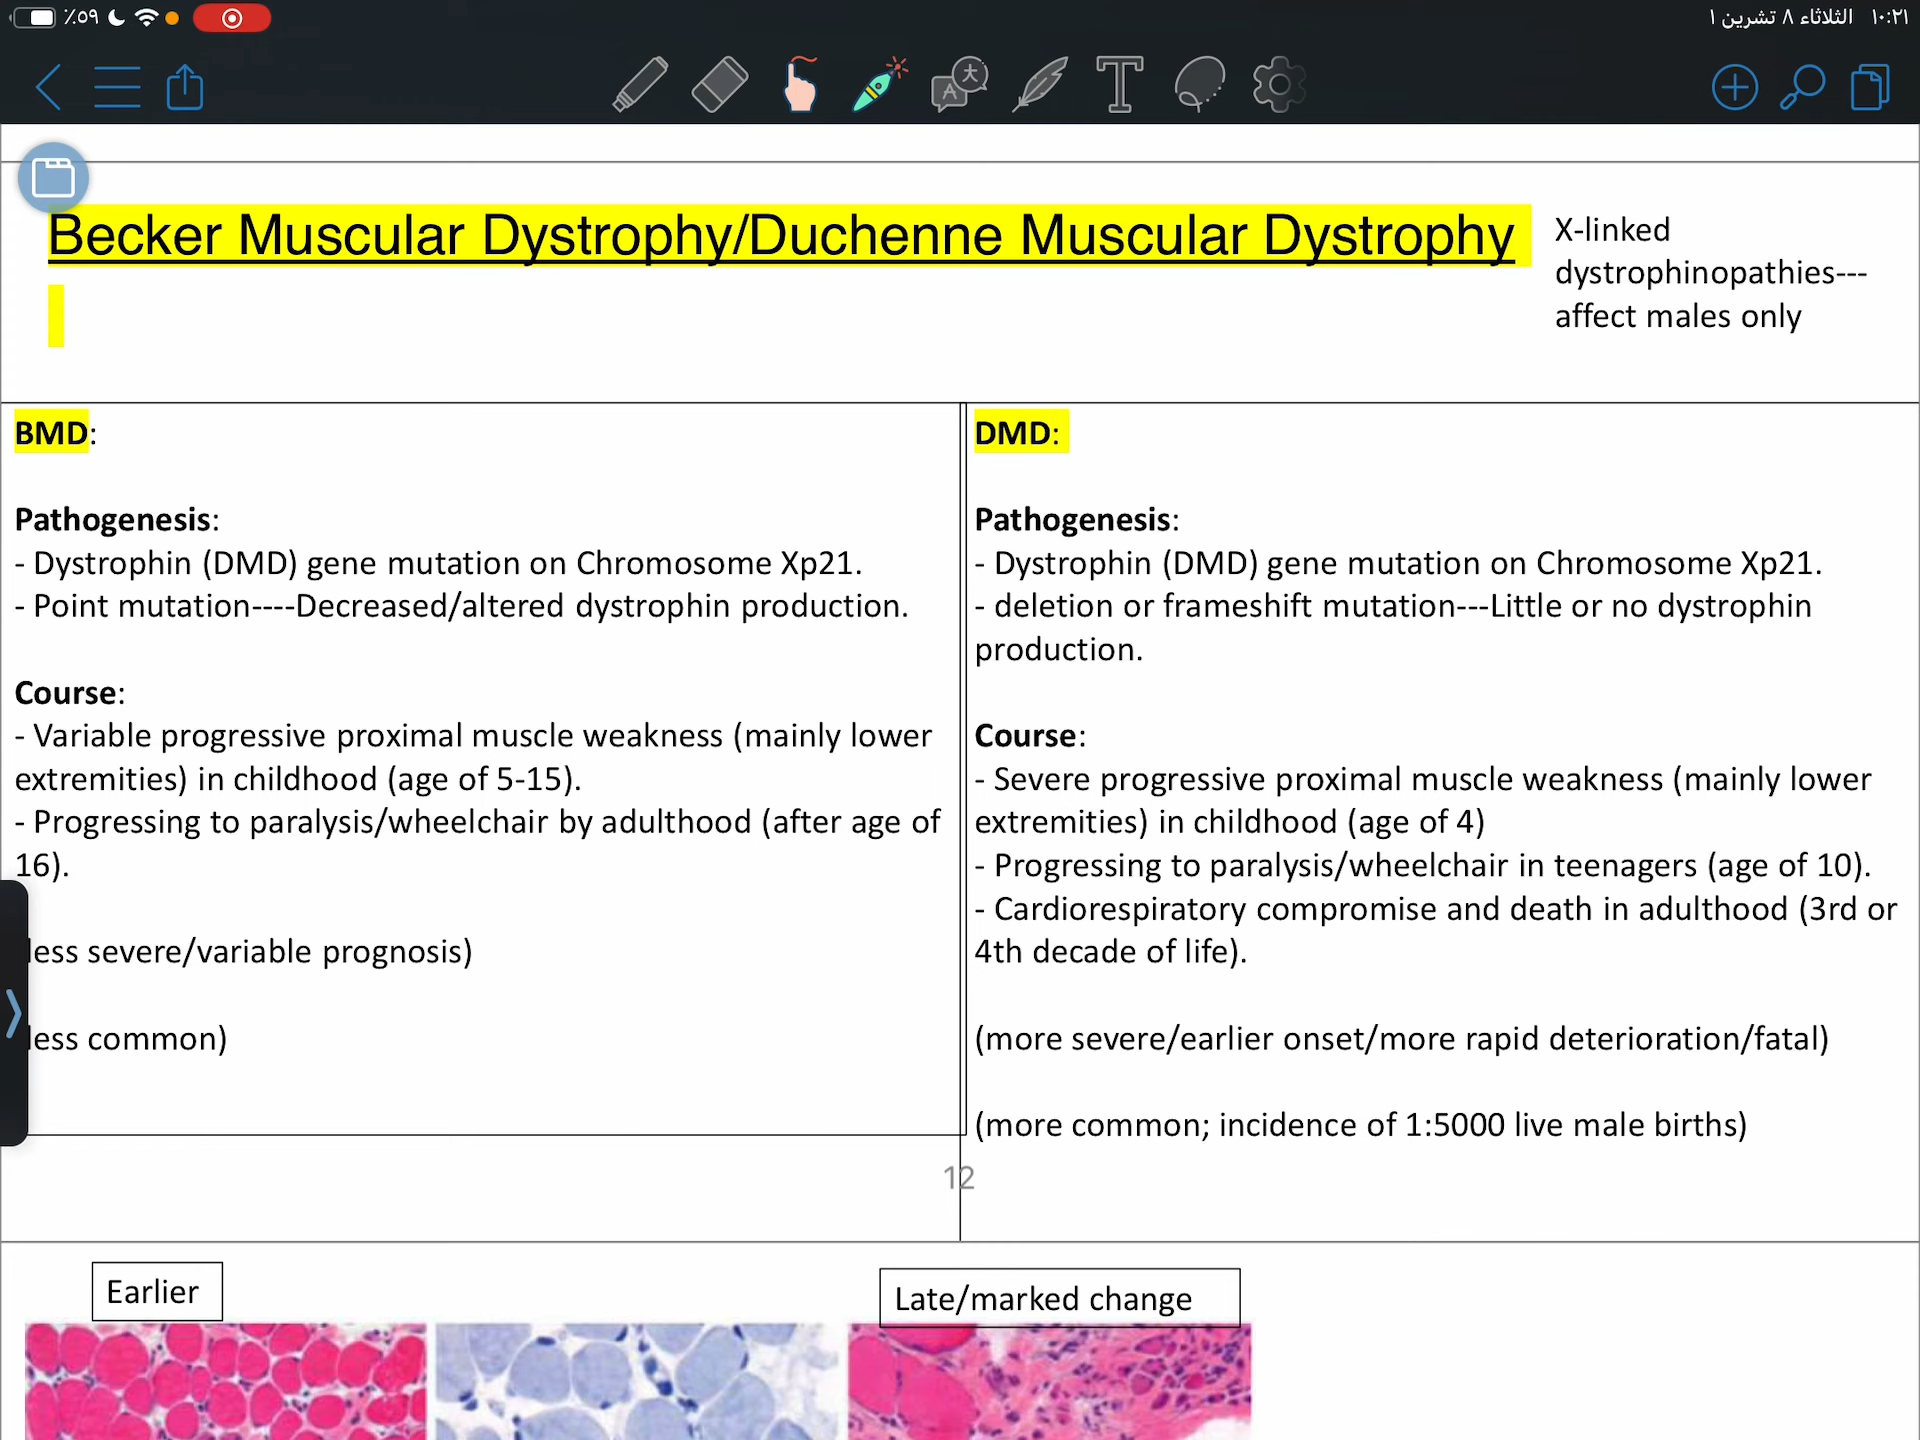 ٪٥٩
الثلاثاء ٨ تشرين ١ ١٠:٢١
Becker Muscular Dystrophy/Duchenne Muscular Dystrophy
X-linked
dystrophinopathies---
affect males only
BMD:
Pathogenesis:
- Dystrophin (DMD) gene mutation on Chromosome Xp21.
- Point mutation----Decreased/altered dystrophin production.
Course:
- Variable progressive proximal muscle weakness (mainly lower
extremities) in childhood (age of 5-15).
- Progressing to paralysis/wheelchair by adulthood (after age of
16).
less severe/variable prognosis)
less common)
DMD:
Pathogenesis:
- Dystrophin (DMD) gene mutation on Chromosome Xp21.
- deletion or frameshift mutation---Little or no dystrophin
production.
Course:
- Severe progressive proximal muscle weakness (mainly lower
extremities) in childhood (age of 4)
- Progressing to paralysis/wheelchair in teenagers (age of 10).
- Cardiorespiratory compromise and death in adulthood (3rd or
4th decade of life).
(more severe/earlier onset/more rapid deterioration/fatal)
(more common; incidence of 1:5000 live male births)
12
Earlier
Late/marked change